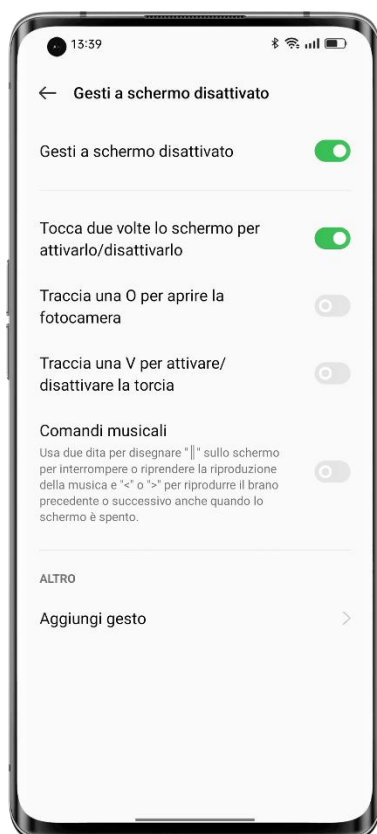 13:39
Gesti a schermo disattivato
Gesti a schermo disattivato
Tocca due volte lo schermo per
attivarlo/disattivarlo
Traccia una O per aprire la
fotocamera
Traccia una V per attivare/
disattivare la torcia
Comandi musicali
Usa due dita per disegnare "||" sullo schermo
per interrompere o riprendere la riproduzione
della musica e "<" o ">" per riprodurre il brano
precedente o successivo anche quando lo
schermo è spento.
ALTRO
Aggiungi gesto